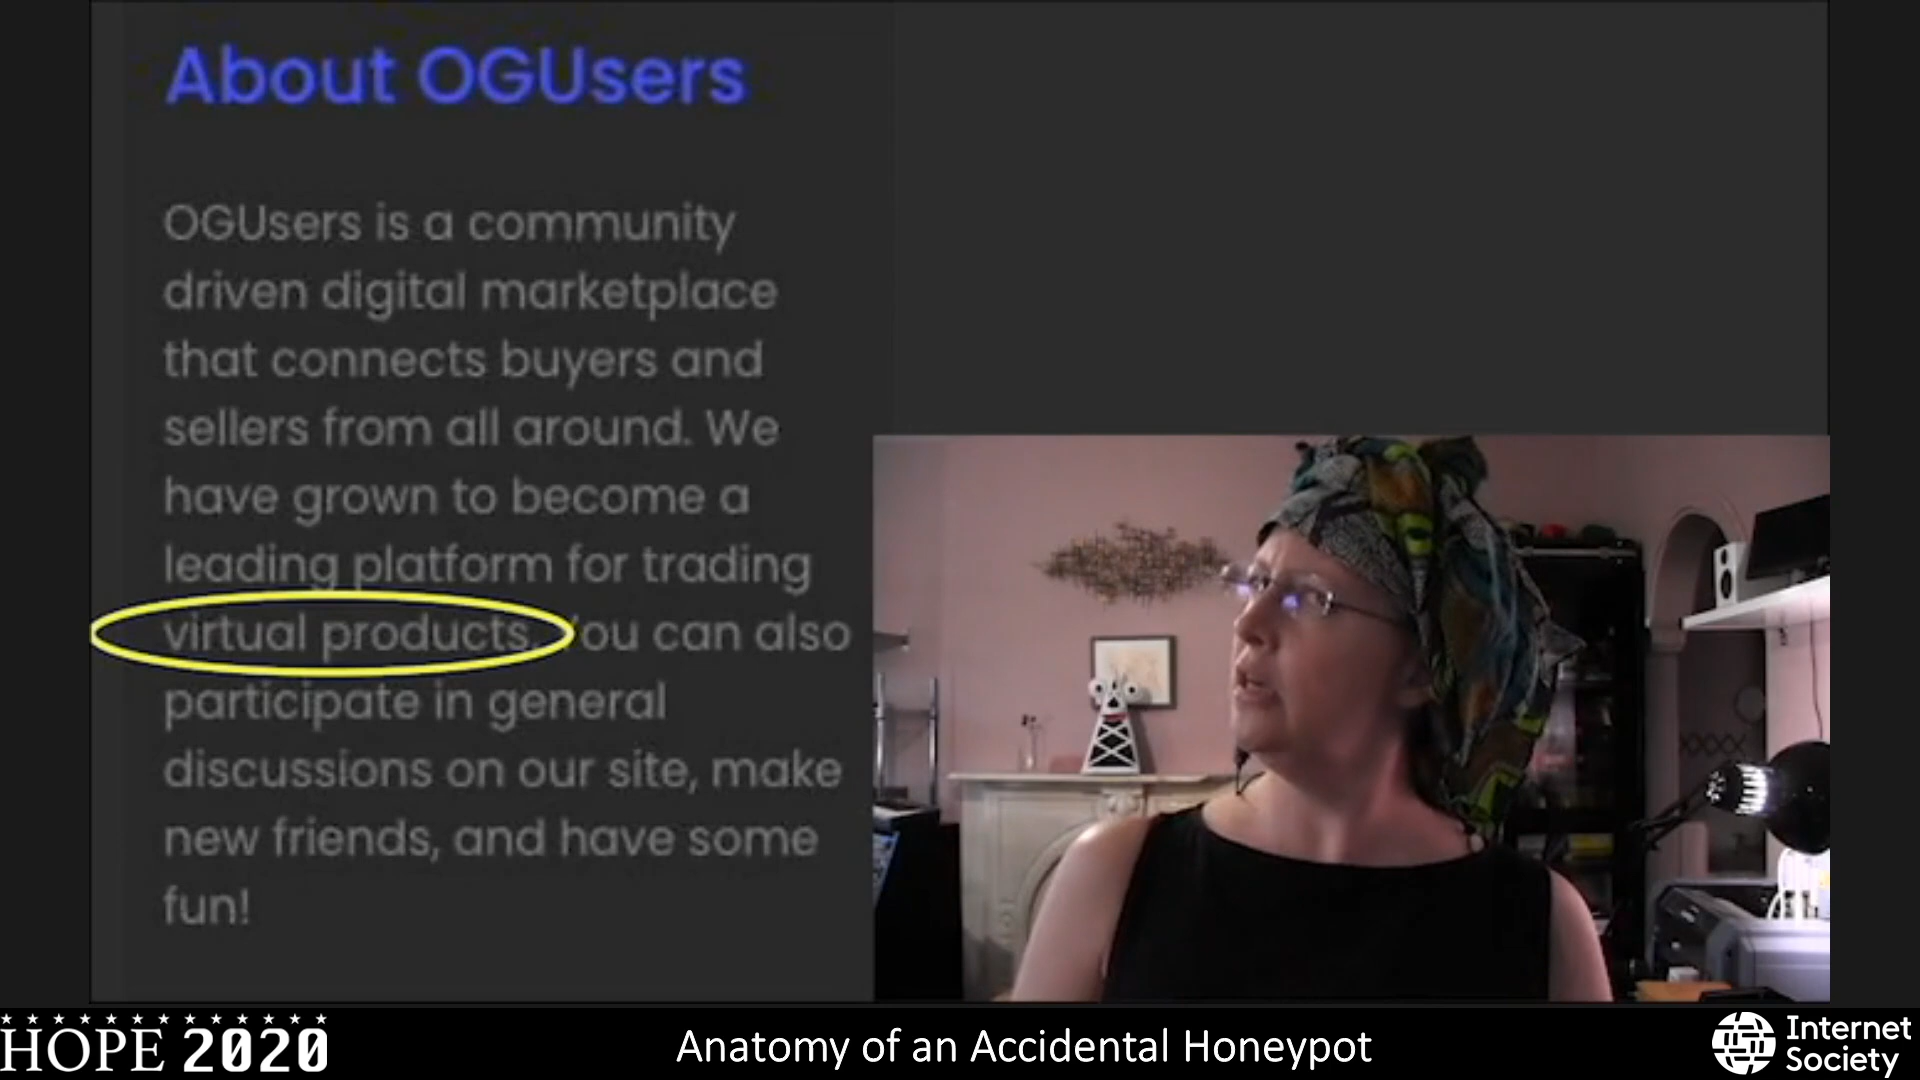 About OGUsers
OGUsers is a community
driven digital marketplace
that connects buyers and
sellers from all around. We
have grown to become a
leading platform for trading
virtual products. You can also
participate in general
discussions on our site, make
new friends, and have some
fun!
HOPE 2020
Anatomy of an Accidental Honeypot
Internet
Society